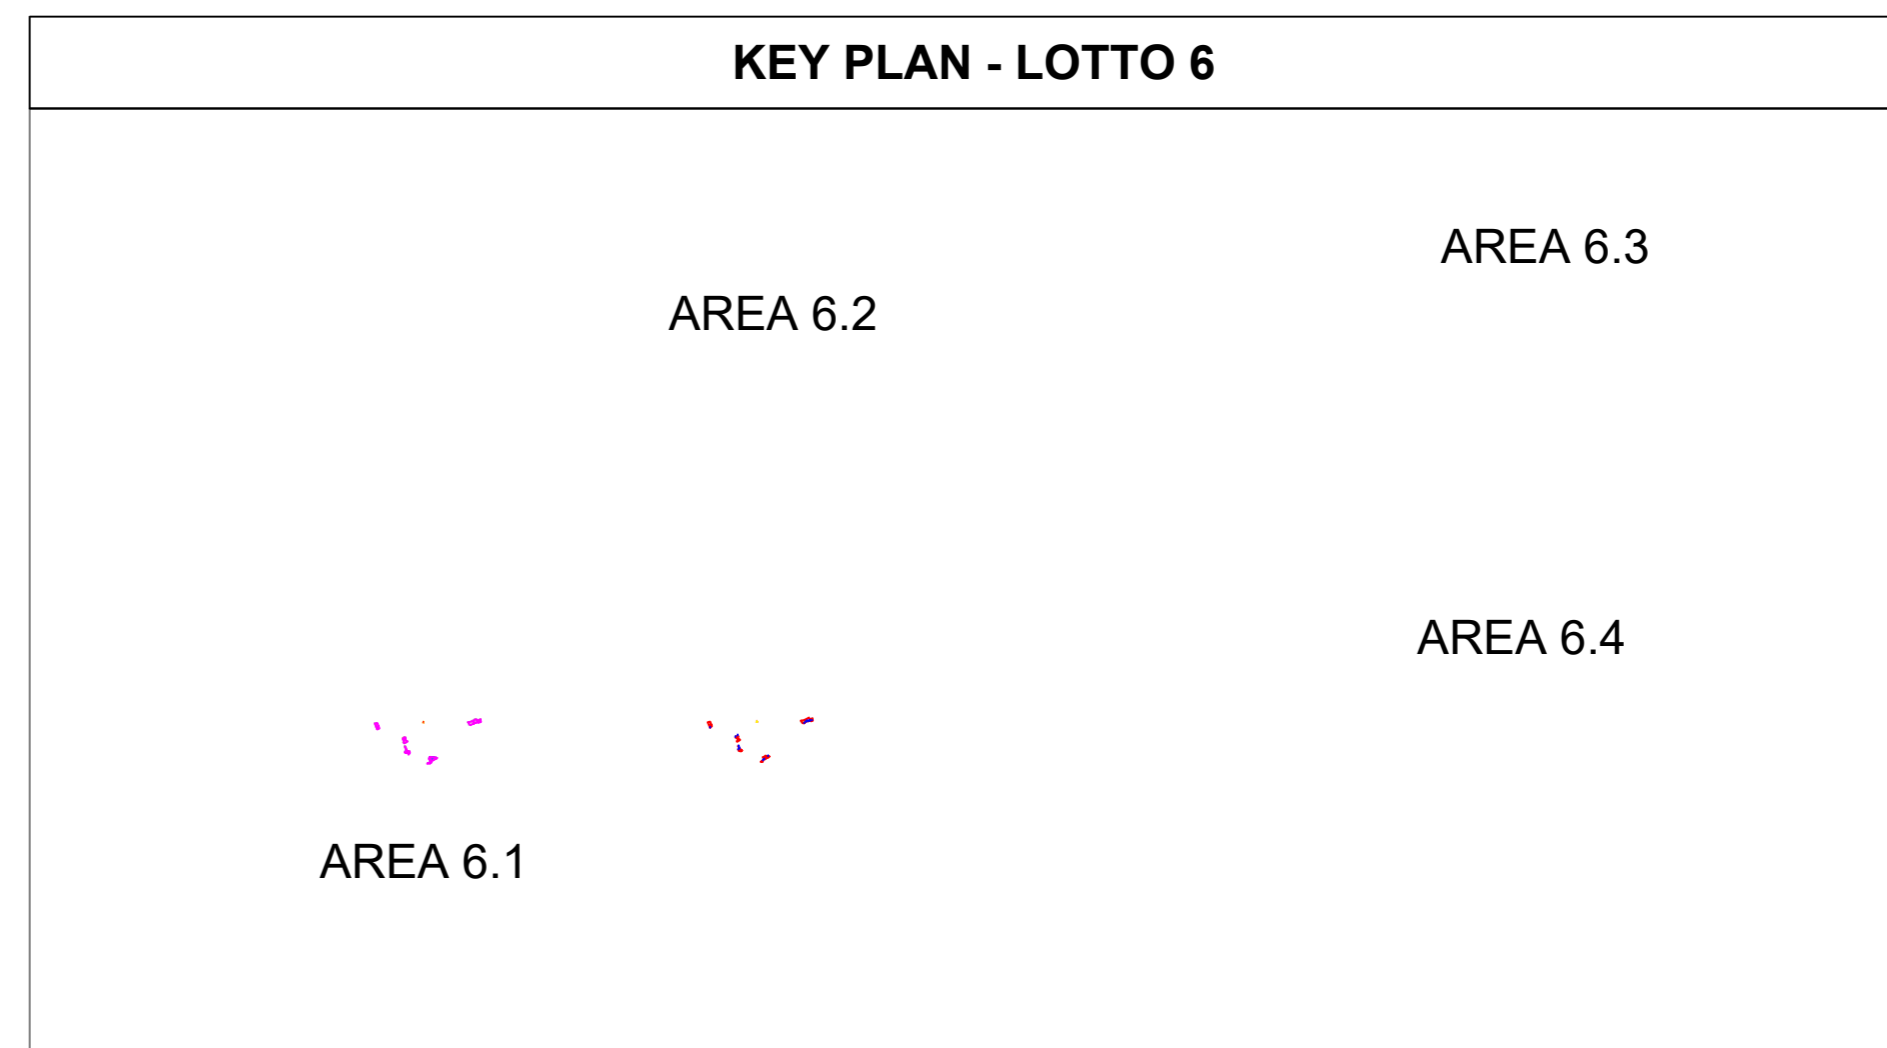 KEY PLAN - LOTTO 6
AREA 6.3
AREA 6.2
AREA 6.4
AREA 6.1